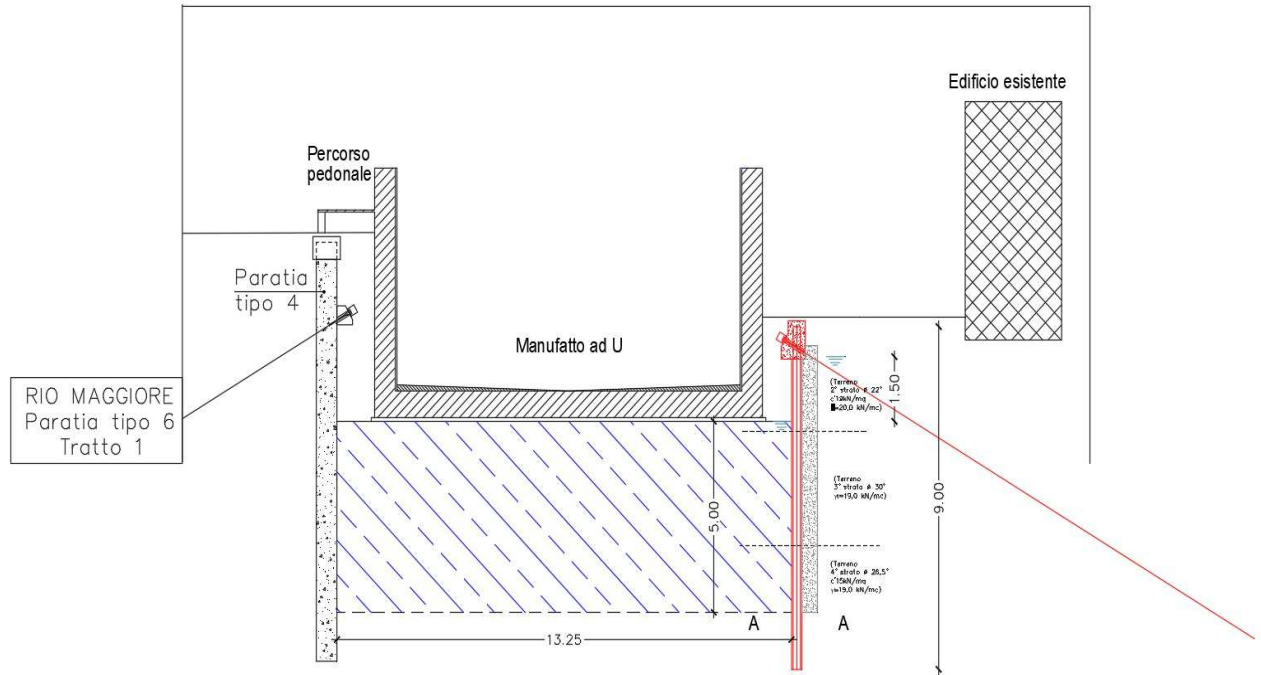 Edificio esistente
Percorso
pedonale
Paratia
tipo 4
Manufatto ad U
RIO MAGGIORE
Paratia tipo 6
Tratto 1
(Terreno
2° strato ø 22°
=20,0 kN/mc)
1.50
(Terreno
3° strato ø 30°
γ=19,0 kN/mc)
5.00
9.00
(Terreno
4° strato ø 26,5°
c'15kN/mq
γ=19,0 kN/mc)
A A
13.25